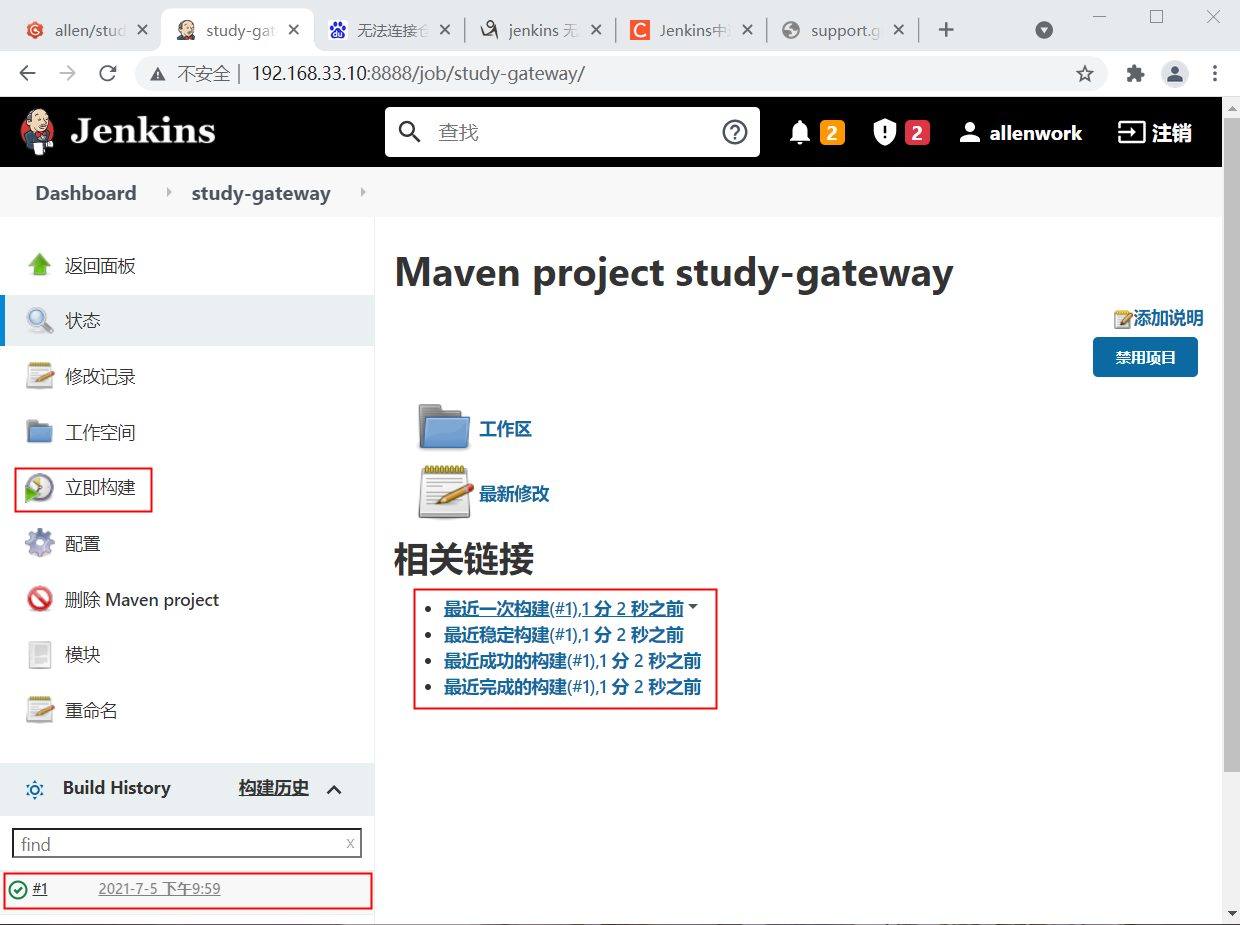 allen/stud
study-gat
无法连接仓
jenkins 无
Jenkins中
support.g
不安全 | 192.168.33.10:8888/job/study-gateway/
Jenkins
查找
2
2
allenwork
注销
Dashboard
study-gateway
返回面板
状态
修改记录
工作空间
立即构建
配置
删除 Maven project
模块
重命名
Build History
构建历史
find
x
#1
2021-7-5 下午9:59
Maven project study-gateway
添加说明
禁用项目
工作区
最新修改
相关链接
最近一次构建(#1),1 分 2 秒之前
最近稳定构建(#1),1 分 2 秒之前
最近成功的构建(#1),1 分 2 秒之前
最近完成的构建(#1),1 分 2 秒之前